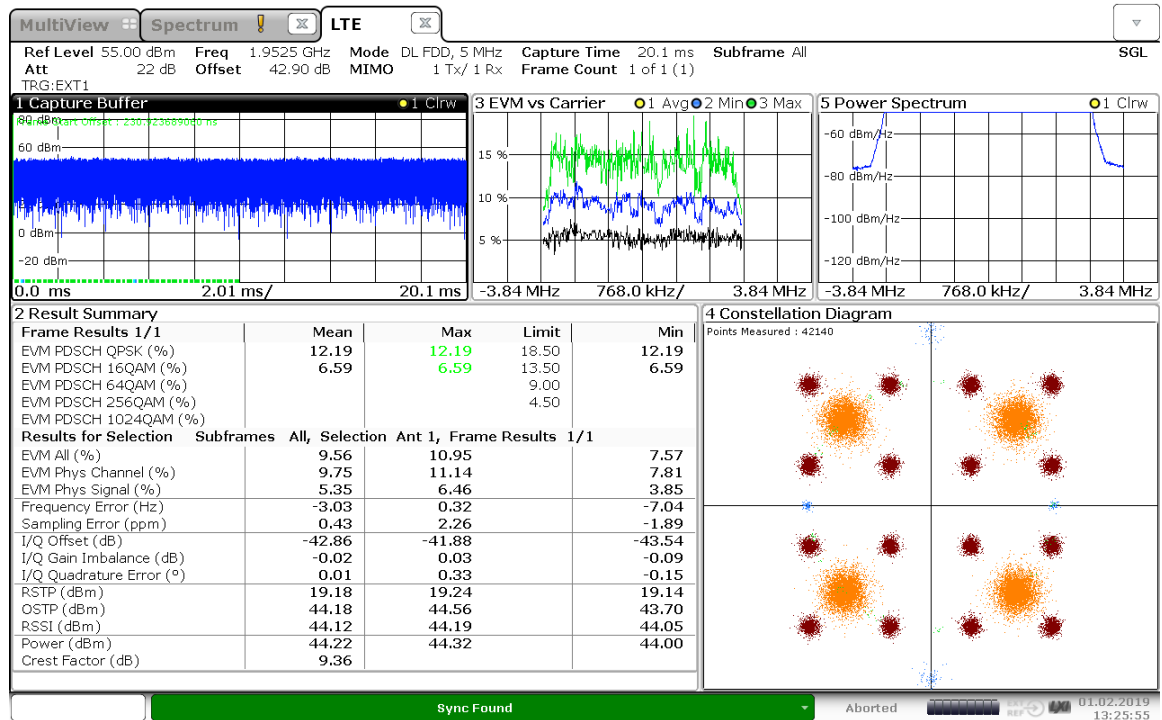 MultiView Spectrum LTE
Ref Level 55.00 dBm Freq 1.9525 GHz Mode DL FDD, 5 MHz Capture Time 20.1 ms Subframe All SGL
Att 22 dB Offset 42.90 dB MIMO 1 Tx/ 1 Rx Frame Count 1 of 1 (1)
TRG:EXT1
1 Capture Buffer 1 Clrw
80 dBm
Frame Start Offset : 230.923689060 ns
60 dBm
0 dBm
-20 dBm
0.0 ms 2.01 ms/ 20.1 ms
3 EVM vs Carrier 1 Avg 2 Min 3 Max
15 %
10 %
5 %
-3.84 MHz 768.0 kHz/ 3.84 MHz
5 Power Spectrum 1 Clrw
-60 dBm/Hz
-80 dBm/Hz
-100 dBm/Hz
-120 dBm/Hz
-3.84 MHz 768.0 kHz/ 3.84 MHz
2 Result Summary
Frame Results 1/1 Mean Max Limit Min
EVM PDSCH QPSK (%) 12.19 12.19 18.50 12.19
EVM PDSCH 16QAM (%) 6.59 6.59 13.50 6.59
EVM PDSCH 64QAM (%) 9.00
EVM PDSCH 256QAM (%) 4.50
EVM PDSCH 1024QAM (%)
Results for Selection Subframes All, Selection Ant 1, Frame Results 1/1
EVM All (%) 9.56 10.95 7.57
EVM Phys Channel (%) 9.75 11.14 7.81
EVM Phys Signal (%) 5.35 6.46 3.85
Frequency Error (Hz) -3.03 0.32 -7.04
Sampling Error (ppm) 0.43 2.26 -1.89
I/Q Offset (dB) -42.86 -41.88 -43.54
I/Q Gain Imbalance (dB) -0.02 0.03 -0.09
I/Q Quadrature Error (°) 0.01 0.33 -0.15
RSTP (dBm) 19.18 19.24 19.14
OSTP (dBm) 44.18 44.56 43.70
RSSI (dBm) 44.12 44.19 44.05
Power (dBm) 44.22 44.32 44.00
Crest Factor (dB) 9.36
4 Constellation Diagram
Points Measured : 42140
Sync Found
Aborted
EXT
REF
LXI
01.02.2019
13:25:55